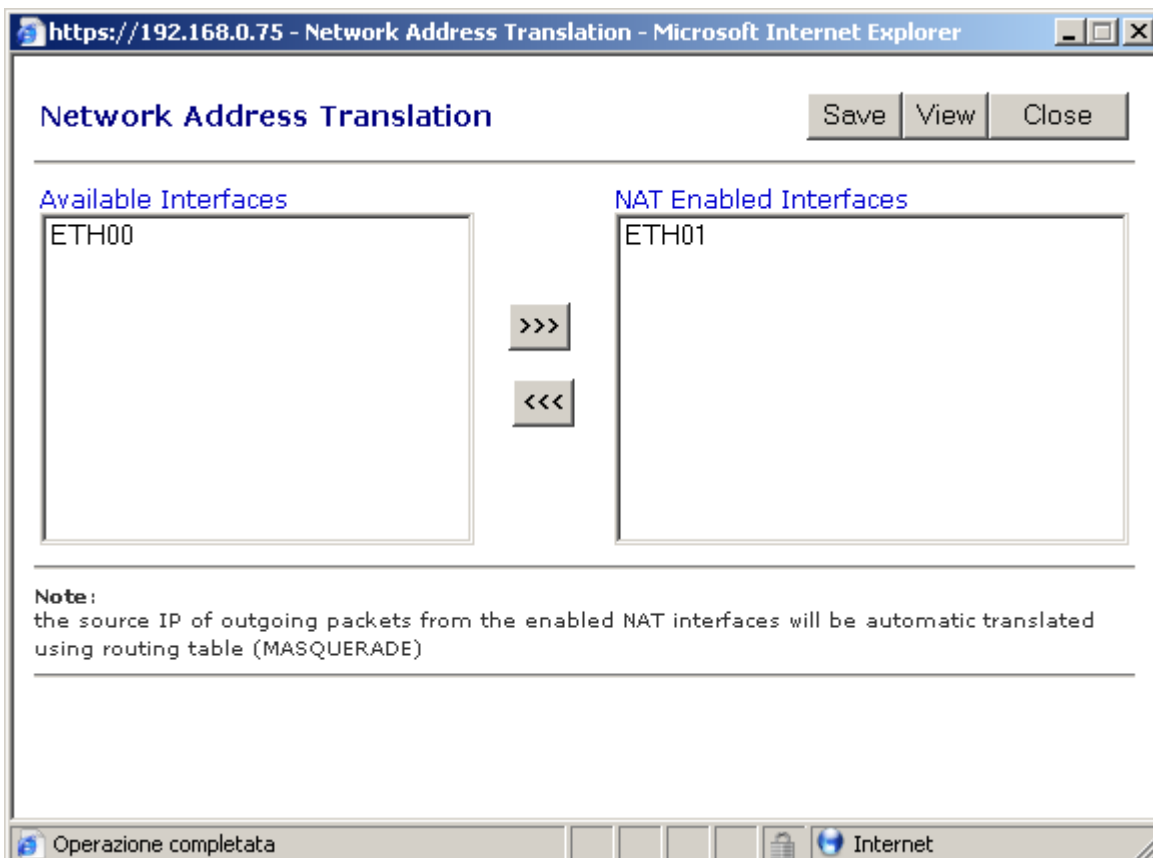 https://192.168.0.75 - Network Address Translation - Microsoft Internet Explorer
Network Address Translation
Save View Close
Available Interfaces NAT Enabled Interfaces
ETH00 ETH01
>>>
<<<
Note:
the source IP of outgoing packets from the enabled NAT interfaces will be automatic translated
using routing table (MASQUERADE)
Operazione completata Internet